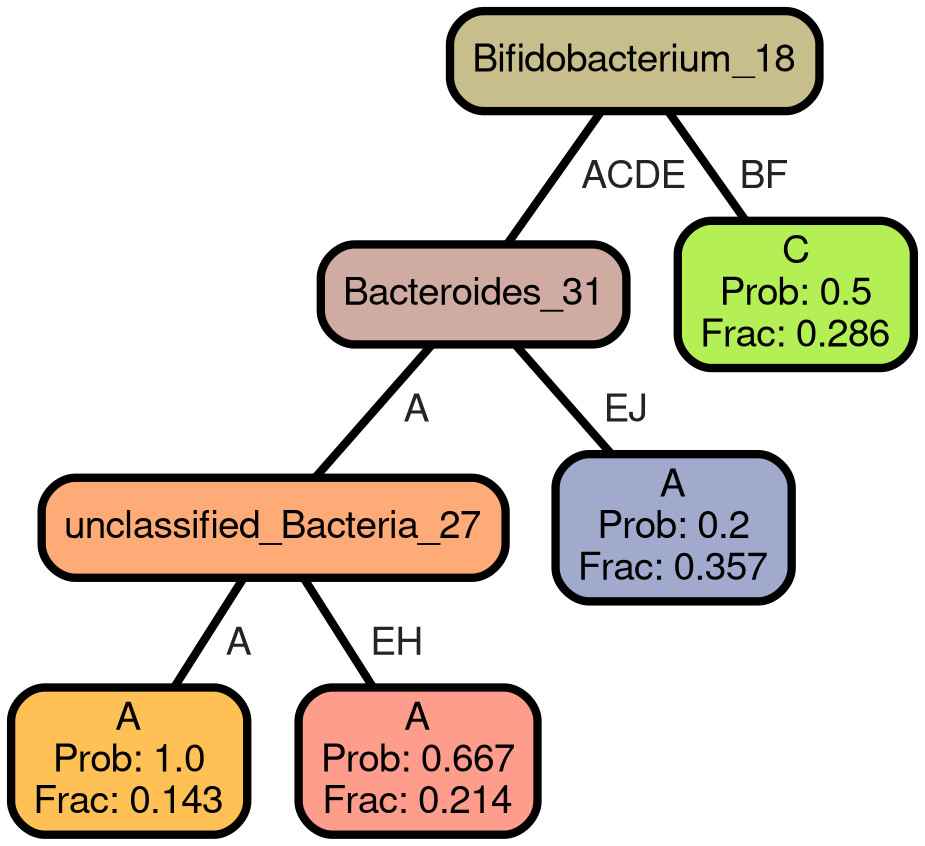 Bifidobacterium_18
ACDE
BF
C
Prob: 0.5
Frac: 0.286
Bacteroides_31
A
EJ
A
Prob: 0.2
Frac: 0.357
unclassified_Bacteria_27
A
EH
A
Prob: 1.0
Frac: 0.143
A
Prob: 0.667
Frac: 0.214